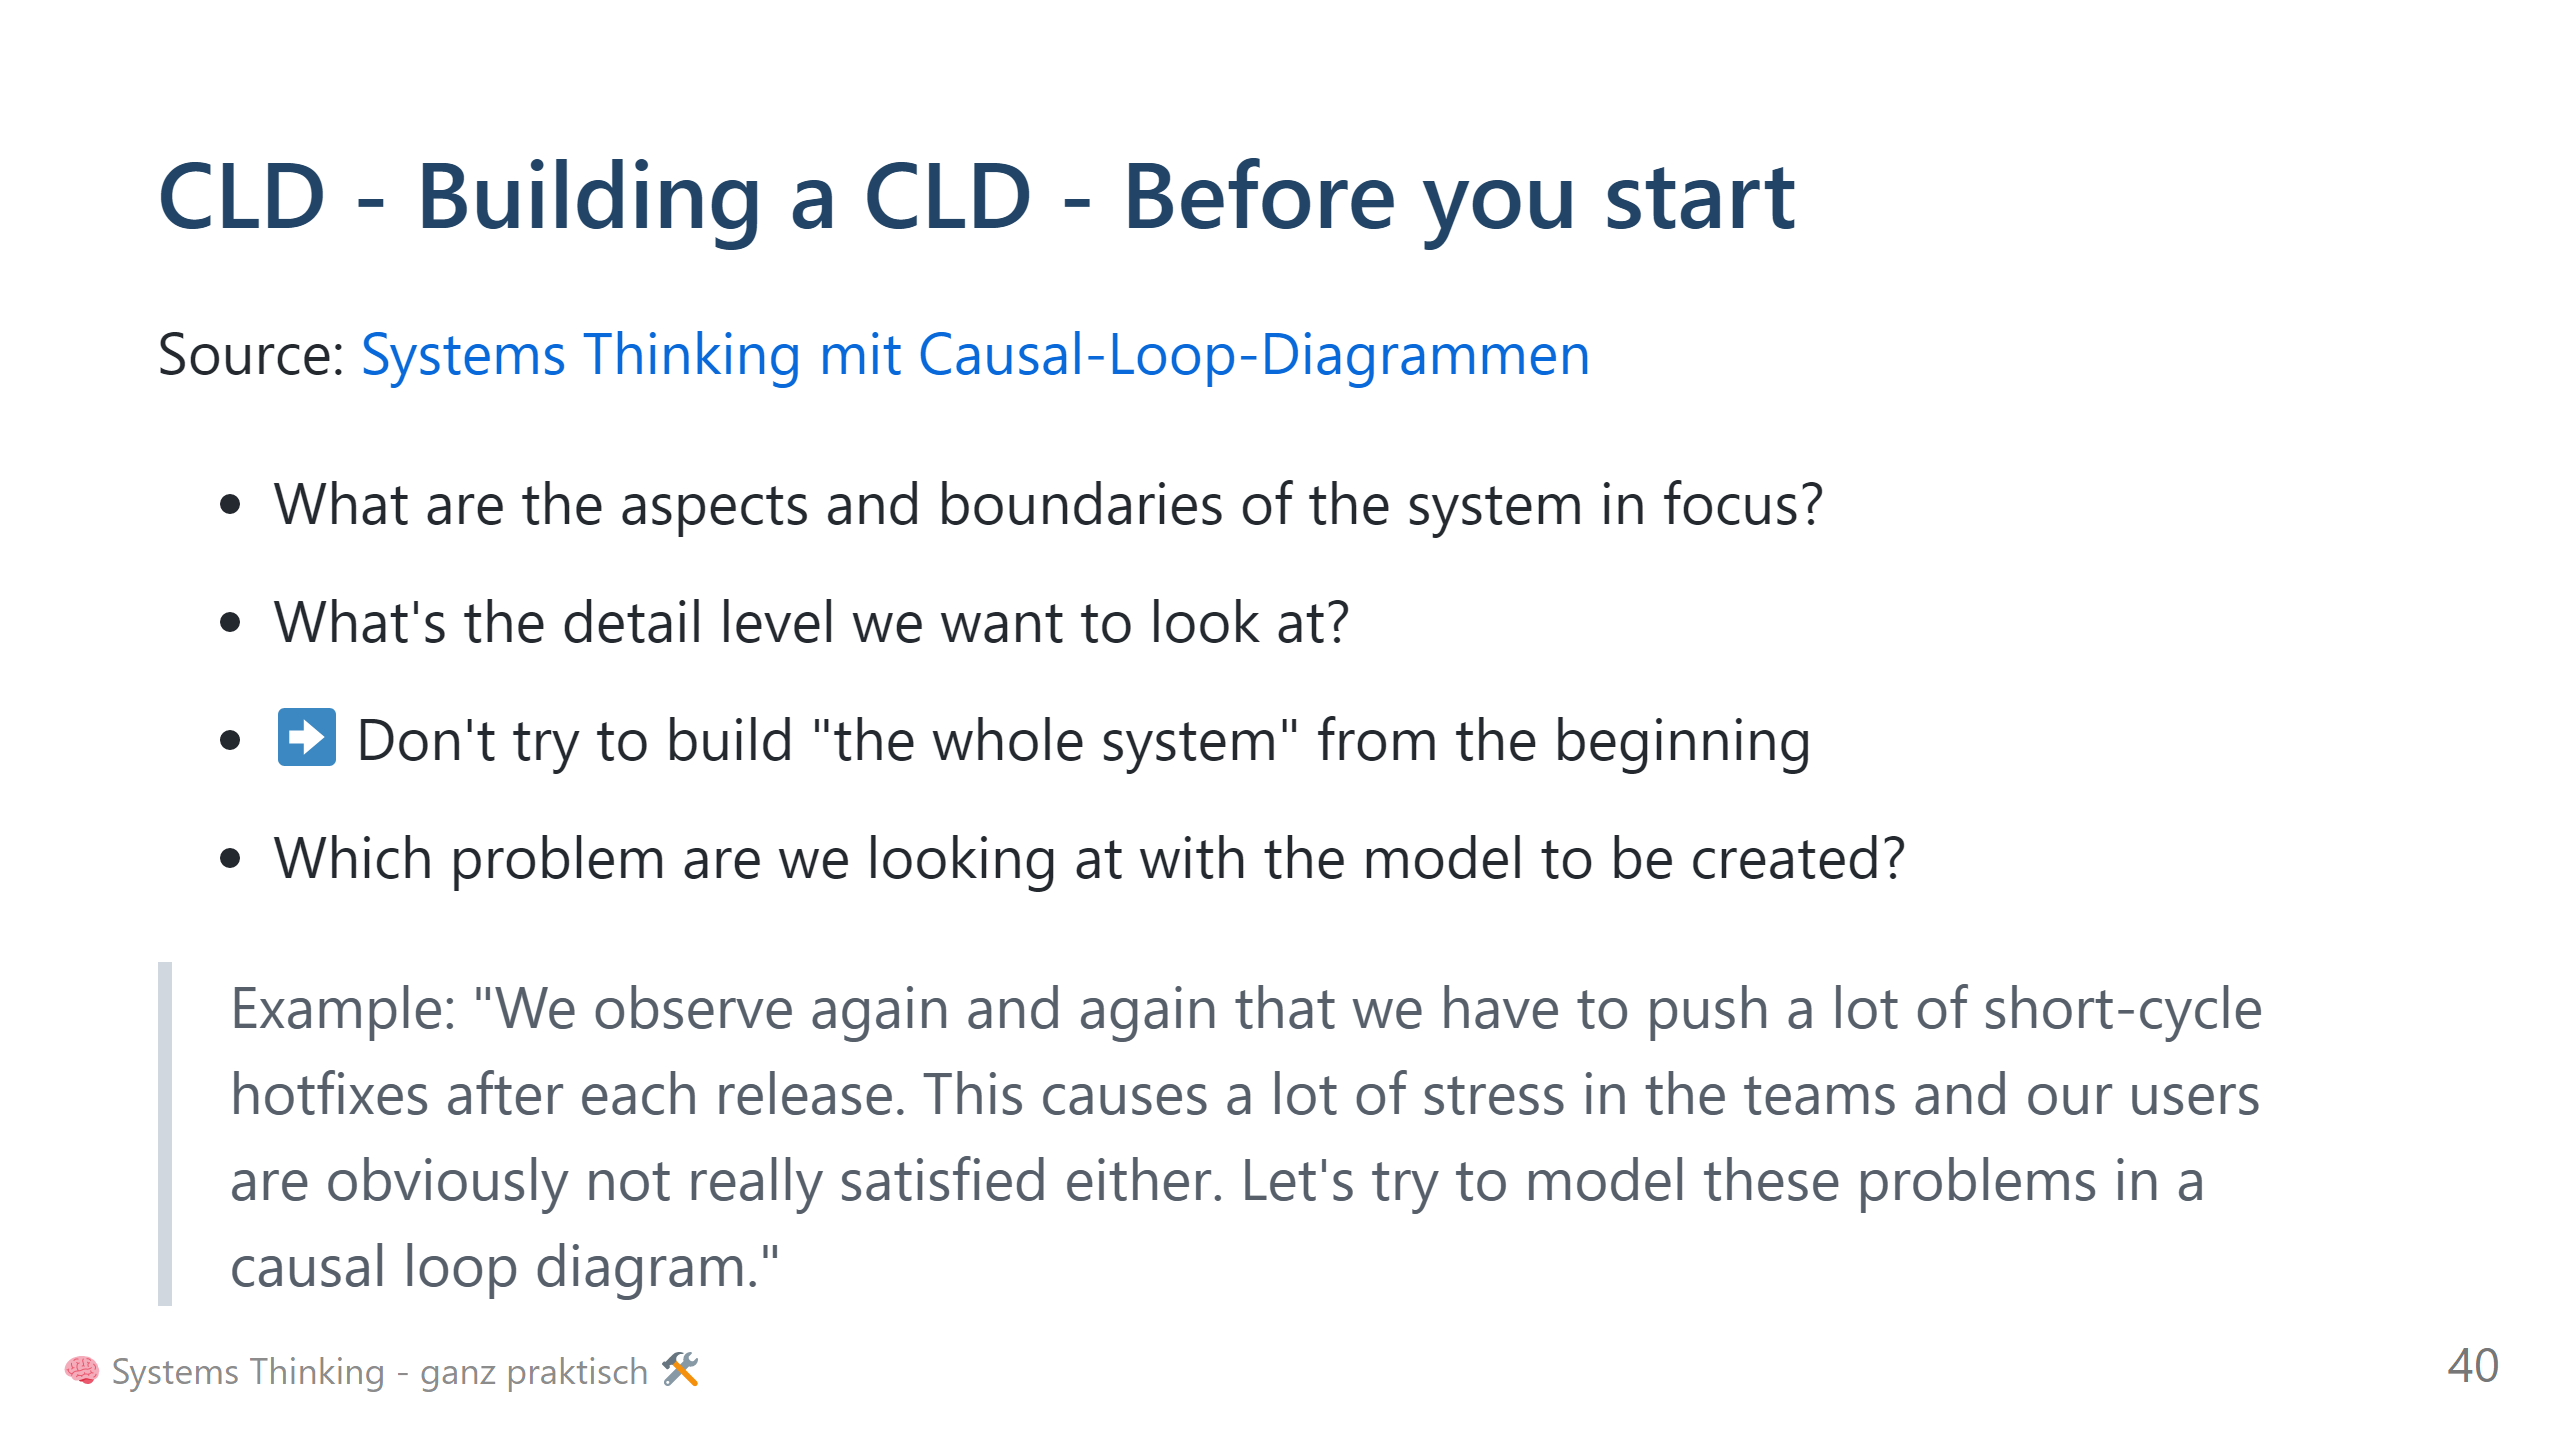 CLD - Building a CLD - Before you start
Source: Systems Thinking mit Causal-Loop-Diagrammen
• What are the aspects and boundaries of the system in focus?
• What's the detail level we want to look at?
• ➡️ Don't try to build "the whole system" from the beginning
• Which problem are we looking at with the model to be created?
Example: "We observe again and again that we have to push a lot of short-cycle
hotfixes after each release. This causes a lot of stress in the teams and our users
are obviously not really satisfied either. Let's try to model these problems in a
causal loop diagram."
🧠 Systems Thinking - ganz praktisch 🛠️
40